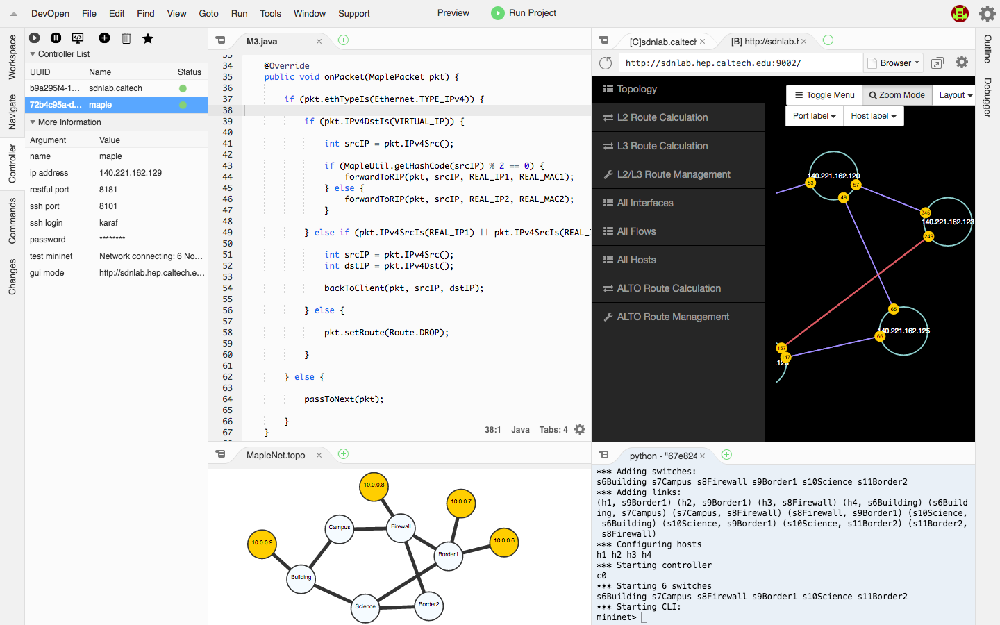 DevOpen File Edit Find View Goto Run Tools Window Support Preview Run Project
Workspace
Navigate
Controller
Commands
Changes
Controller List
UUID Name Status
b9a295f4-1... sdnlab.caltech
72b4c95a-d... maple
More Information
Argument Value
name maple
ip address 140.221.162.129
restful port 8181
ssh port 8101
ssh login karaf
password ********
test mininet Network connecting: 6 No...
gui mode http://sdnlab.hep.caltech.e...
M3.java
34 @Override
35 public void onPacket(MaplePacket pkt) {
36
37 if (pkt.ethTypeIs(Ethernet.TYPE_IPv4)) {
38
39 if (pkt.IPv4DstIs(VIRTUAL_IP)) {
40
41 int srcIP = pkt.IPv4Src();
42
43 if (MapleUtil.getHashCode(srcIP) % 2 == 0) {
44 forwardToRIP(pkt, srcIP, REAL_IP1, REAL_MAC1);
45 } else {
46 forwardToRIP(pkt, srcIP, REAL_IP2, REAL_MAC2);
47 }
48
49 } else if (pkt.IPv4SrcIs(REAL_IP1) || pkt.IPv4SrcIs(REAL_
50
51 int srcIP = pkt.IPv4Src();
52 int dstIP = pkt.IPv4Dst();
53
54 backToClient(pkt, srcIP, dstIP);
55
56 } else {
57
58 pkt.setRoute(Route.DROP);
59
60 }
61
62 } else {
63
64 passToNext(pkt);
65
66 }
67 }
38:1 Java Tabs: 4
[C]sdnlab.caltech [B] http://sdnlab.h
http://sdnlab.hep.caltech.edu:9002/ Browser
Topology
L2 Route Calculation
L3 Route Calculation
L2/L3 Route Management
All Interfaces
All Flows
All Hosts
ALTO Route Calculation
ALTO Route Management
Toggle Menu Zoom Mode Layout
Port label Host label
140.221.162.120
53 57
49
245
140.221.162.123
249
65
140.221.162.125
66
157
147
Outline
Debugger
MapleNet.topo
10.0.0.8
10.0.0.7
Campus Firewall
10.0.0.9 10.0.0.6
Border1
Building
Science Border2
python - "67e824
*** Adding switches:
s6Building s7Campus s8Firewall s9Border1 s10Science s11Border2
*** Adding links:
(h1, s9Border1) (h2, s9Border1) (h3, s8Firewall) (h4, s6Building) (s6Build
ing, s7Campus) (s7Campus, s8Firewall) (s8Firewall, s9Border1) (s10Science,
s6Building) (s10Science, s9Border1) (s10Science, s11Border2) (s11Border2,
s8Firewall)
*** Configuring hosts
h1 h2 h3 h4
*** Starting controller
c0
*** Starting 6 switches
s6Building s7Campus s8Firewall s9Border1 s10Science s11Border2
*** Starting CLI:
mininet>